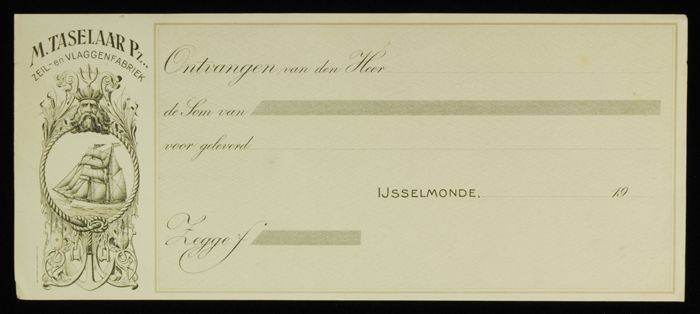 M. TASELAAR Pz..
ZEIL- en VLAGGENFABRIEK
Ontvangen van den Heer
de Som van
voor geleverd
IJSSELMONDE, 19
Zegge f